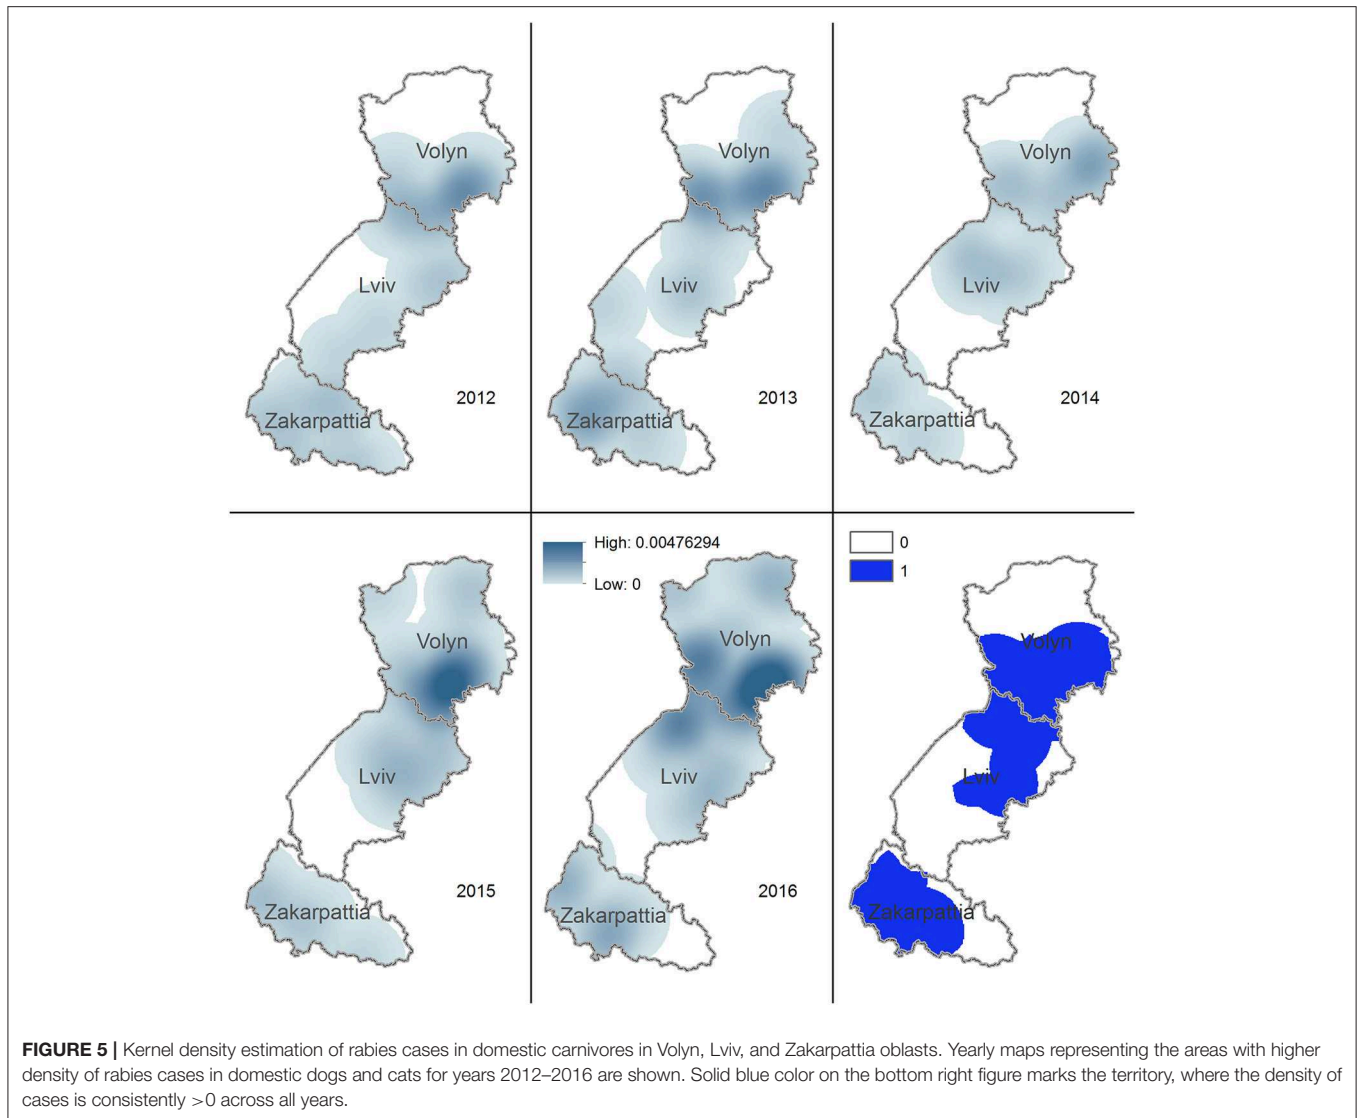 Volyn
Lviv
Zakarpattia
2012
Volyn
Lviv
Zakarpattia
2013
Volyn
Lviv
Zakarpattia
2014
Volyn
Lviv
Zakarpattia
2015
High: 0.00476294
Low: 0
Volyn
Lviv
Zakarpattia
2016
0
1
Volyn
Lviv
Zakarpattia
FIGURE 5 | Kernel density estimation of rabies cases in domestic carnivores in Volyn, Lviv, and Zakarpattia oblasts. Yearly maps representing the areas with higher
density of rabies cases in domestic dogs and cats for years 2012–2016 are shown. Solid blue color on the bottom right figure marks the territory, where the density of
cases is consistently >0 across all years.